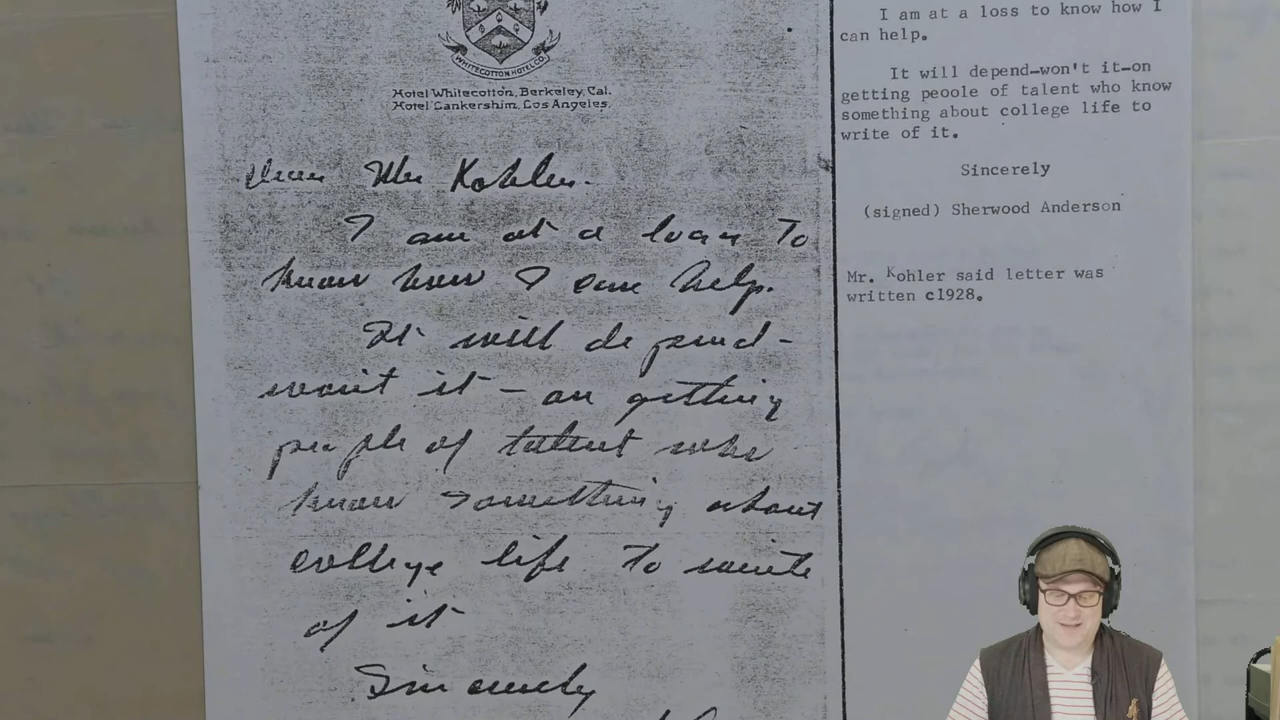 WHITECOTTON HOTEL CO.
Hotel Whitecotton, Berkeley, Cal.
Hotel Lankershim, Los Angeles
Dear Mr Kohler.
I am at a loss to
know how I can help.
It will depend-
won't it - on getting
people of talent who
know something about
college life to write
of it
Sincerely
I am at a loss to know how I
can help.
It will depend-won't it-on
getting peoole of talent who know
something about college life to
write of it.
Sincerely
(signed) Sherwood Anderson
Mr. Kohler said letter was
written c1928.